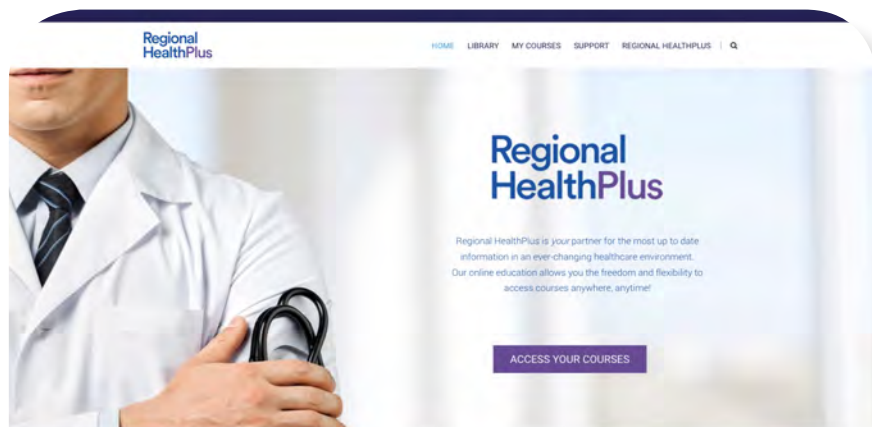 Regional
HealthPlus
HOME LIBRARY MY COURSES SUPPORT REGIONAL HEALTHPLUS |
Regional
HealthPlus
Regional HealthPlus is your partner for the most up to date
information in an ever-changing healthcare environment.
Our online education allows you the freedom and flexibility to
access courses anywhere, anytime!
ACCESS YOUR COURSES